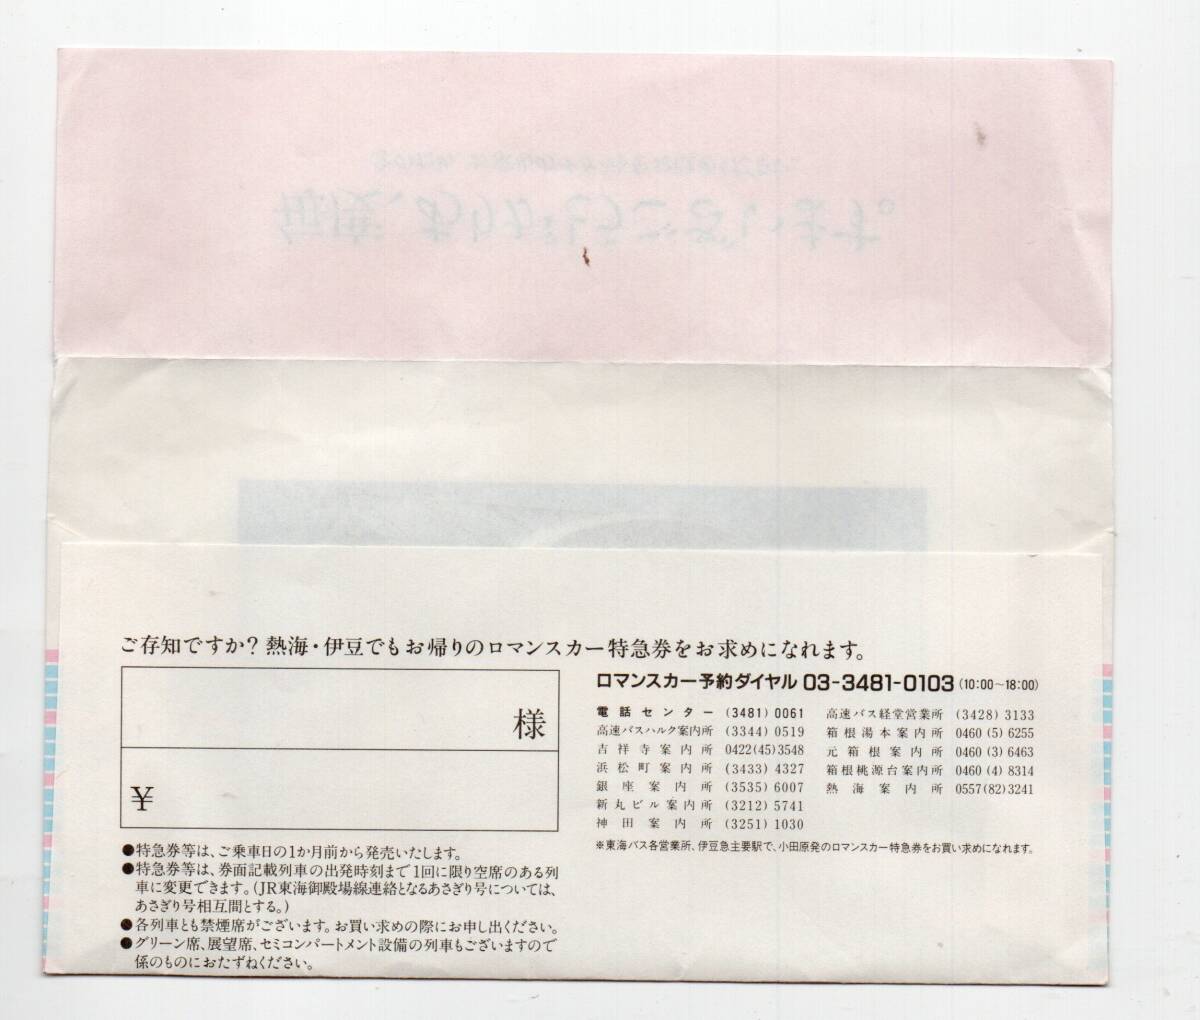 毎度、ありがとうございます。
ご存知ですか？熱海・伊豆でもお帰りのロマンスカー特急券をお求めになれます。
様
￥
●特急券等は、ご乗車日の1か月前から発売いたします。
●特急券等は、券面記載列車の出発時刻まで1回に限り空席のある列
車に変更できます。(JR東海御殿場線連絡となるあさぎり号については、
あさぎり号相互間とする。)
●各列車とも禁煙席がございます。お買い求めの際にお申し出ください。
●グリーン席、展望席、セミコンパートメント設備の列車もございますので
係のものにおたずねください。
ロマンスカー予約ダイヤル 03-3481-0103 (10:00～18:00)
電話センター (3481) 0061
高速バスハルク案内所 (3344) 0519
吉祥寺案内所 0422(45)3548
浜松町案内所 (3433) 4327
銀座案内所 (3535) 6007
新丸ビル案内所 (3212) 5741
神田案内所 (3251) 1030
高速バス経堂営業所 (3428) 3133
箱根湯本案内所 0460 (5) 6255
元箱根案内所 0460 (3) 6463
箱根桃源台案内所 0460 (4) 8314
熱海案内所 0557(82)3241
※東海バス各営業所、伊豆急主要駅で、小田原発のロマンスカー特急券をお買い求めになれます。